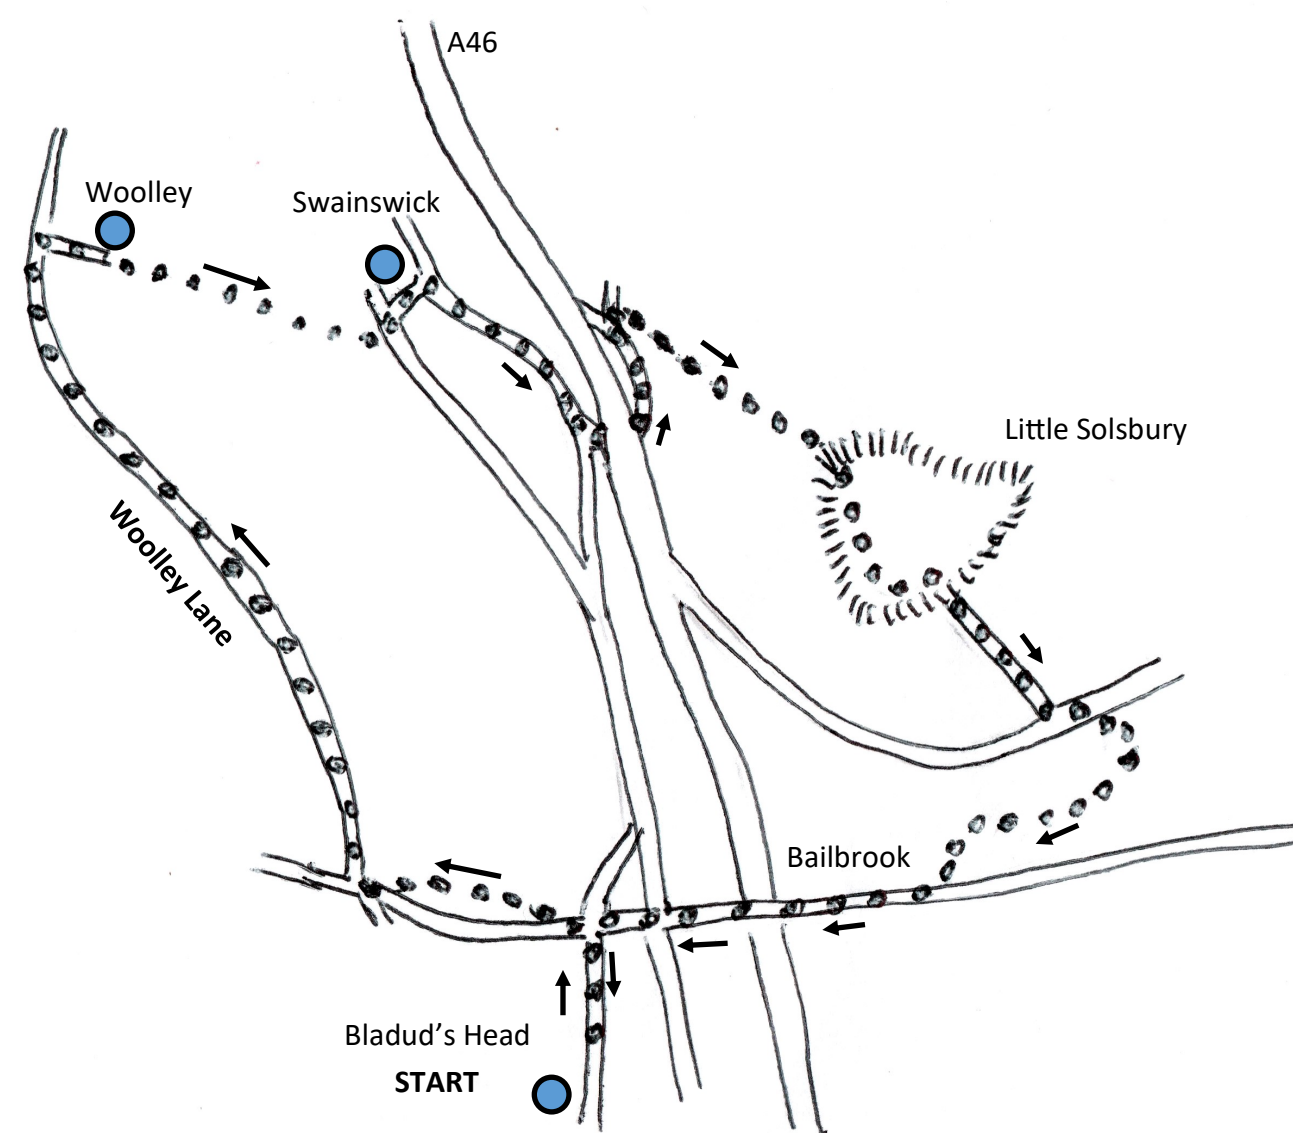 A46
Woolley
Swainswick
Little Solsbury
Woolley Lane
Bailbrook
Bladud's Head
START